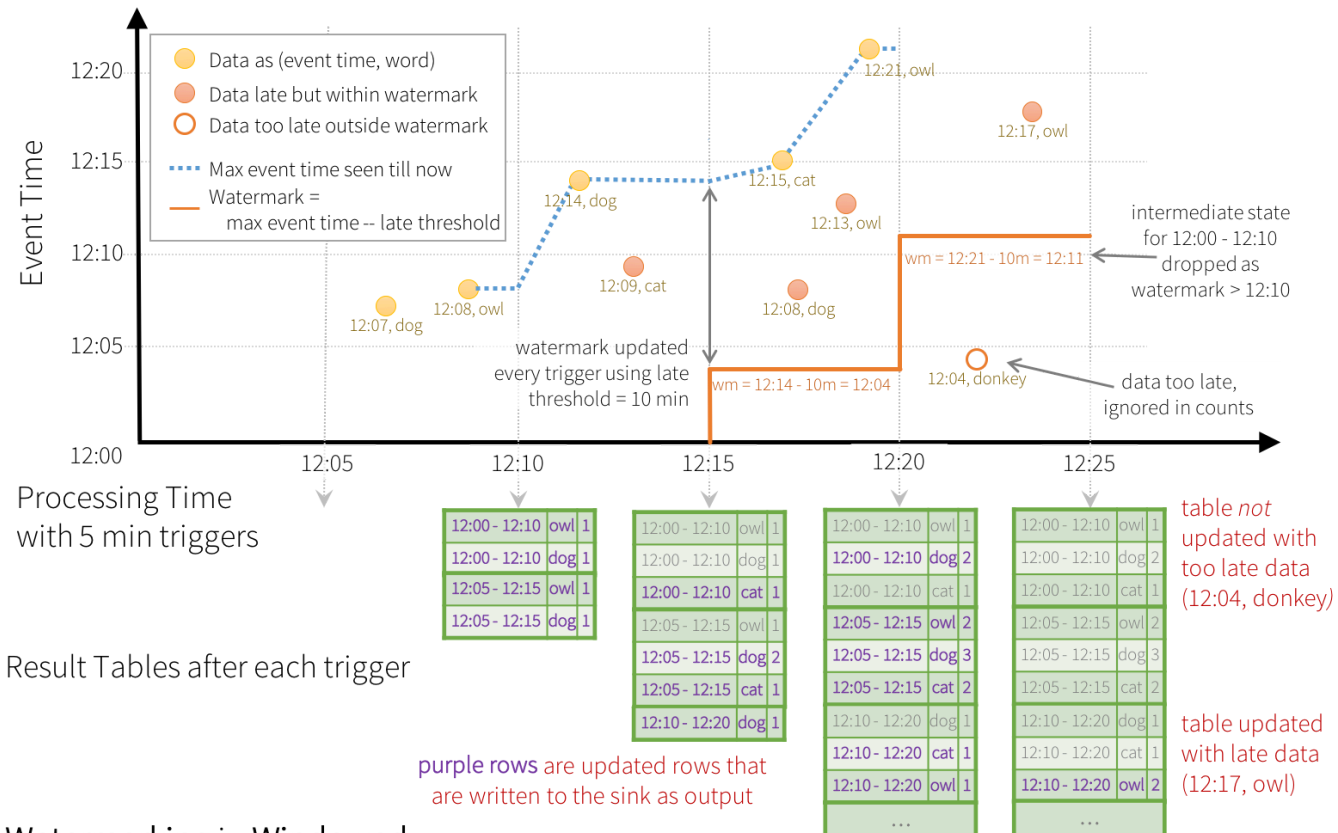 Data as (event time, word)
Data late but within watermark
Data too late outside watermark
Max event time seen till now
Watermark =
max event time -- late threshold
Event Time
12:20
12:15
12:10
12:05
12:00
12:07, dog
12:08, owl
12:14, dog
12:09, cat
12:15, cat
12:13, owl
12:08, dog
12:21, owl
12:17, owl
12:04, donkey
watermark updated
every trigger using late
threshold = 10 min
wm = 12:14 - 10m = 12:04
wm = 12:21 - 10m = 12:11
intermediate state
for 12:00 - 12:10
dropped as
watermark > 12:10
data too late,
ignored in counts
12:05
12:10
12:15
12:20
12:25
Processing Time
with 5 min triggers
Result Tables after each trigger
12:00 - 12:10 owl 1
12:00 - 12:10 dog 1
12:05 - 12:15 owl 1
12:05 - 12:15 dog 1
12:00 - 12:10 owl 1
12:00 - 12:10 dog 1
12:00 - 12:10 cat 1
12:05 - 12:15 owl 1
12:05 - 12:15 dog 2
12:05 - 12:15 cat 1
12:10 - 12:20 dog 1
12:00 - 12:10 owl 1
12:00 - 12:10 dog 2
12:00 - 12:10 cat 1
12:05 - 12:15 owl 2
12:05 - 12:15 dog 3
12:05 - 12:15 cat 2
12:10 - 12:20 dog 1
12:10 - 12:20 cat 1
12:10 - 12:20 owl 1
...
12:00 - 12:10 owl 1
12:00 - 12:10 dog 2
12:00 - 12:10 cat 1
12:05 - 12:15 owl 2
12:05 - 12:15 dog 3
12:05 - 12:15 cat 2
12:10 - 12:20 dog 1
12:10 - 12:20 cat 1
12:10 - 12:20 owl 2
...
table not
updated with
too late data
(12:04, donkey)
table updated
with late data
(12:17, owl)
purple rows are updated rows that
are written to the sink as output